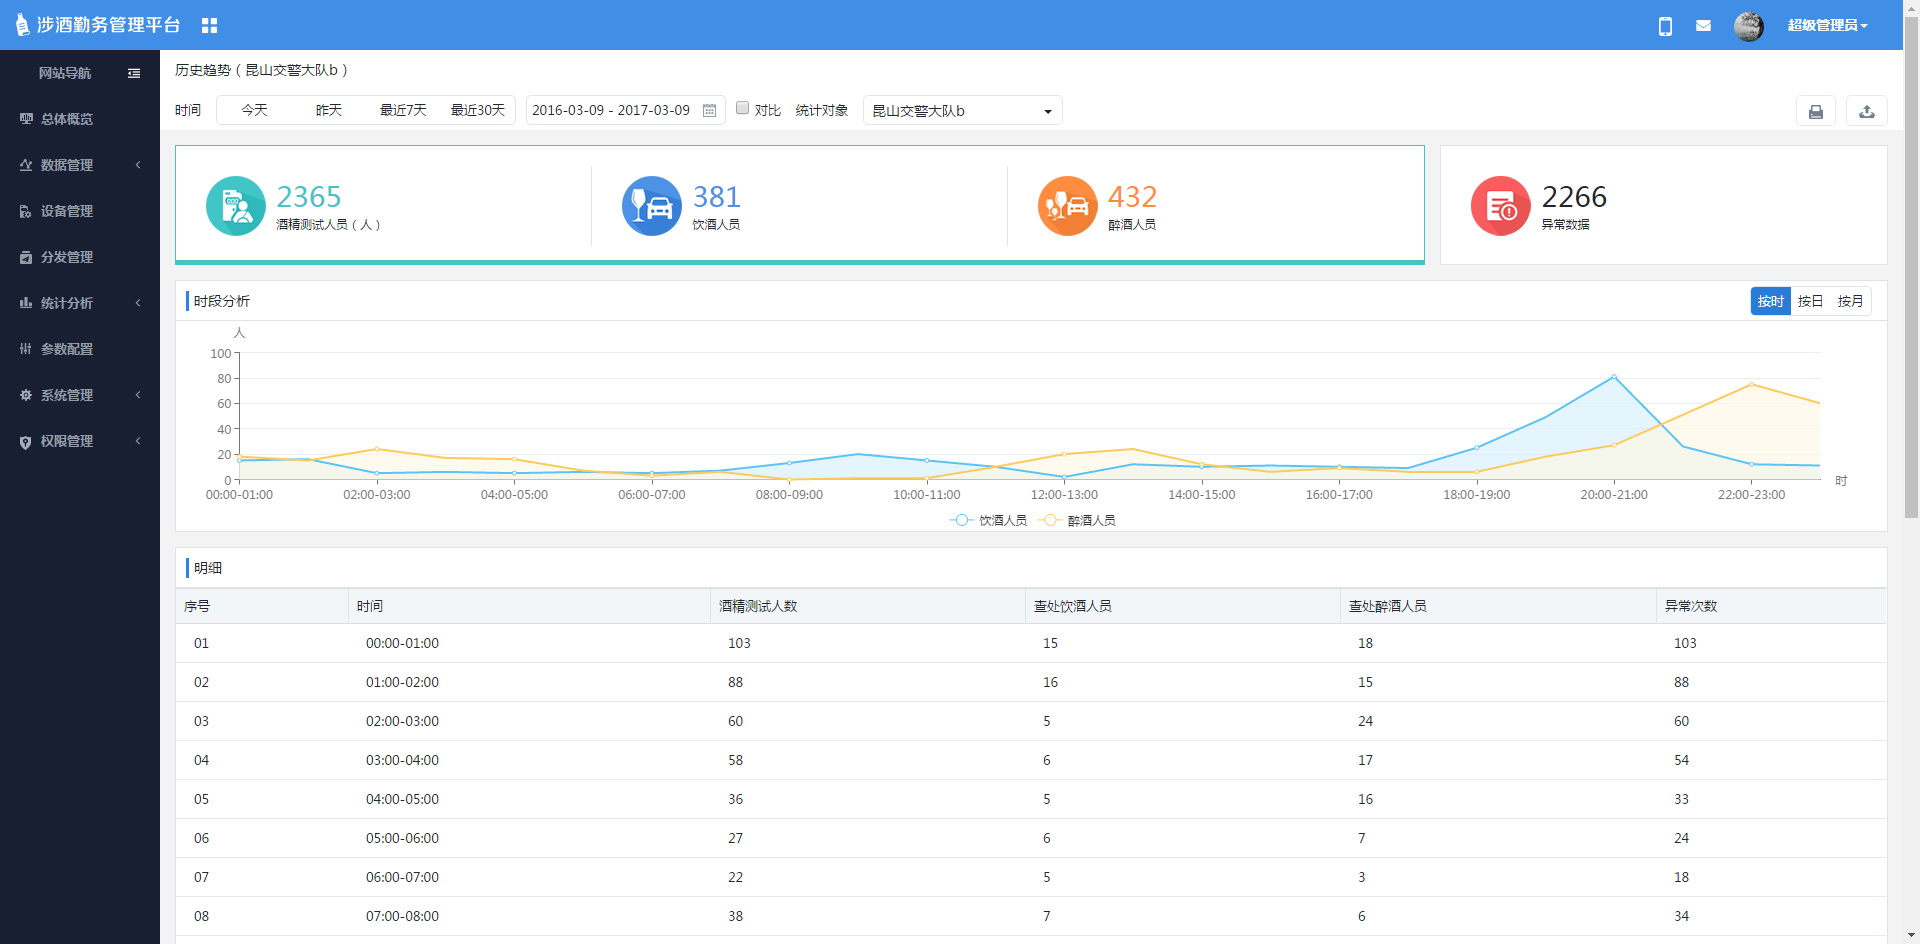 涉酒勤务管理平台
超级管理员
网站导航
总体概览
数据管理
设备管理
分发管理
统计分析
参数配置
系统管理
权限管理
历史趋势（昆山交警大队b）
时间 今天 昨天 最近7天 最近30天 2016-03-09 - 2017-03-09 对比 统计对象 昆山交警大队b
2365
酒精测试人员（人）
381
饮酒人员
432
醉酒人员
2266
异常数据
时段分析
按时 按日 按月
人
100
80
60
40
20
0
时
00:00-01:00 02:00-03:00 04:00-05:00 06:00-07:00 08:00-09:00 10:00-11:00 12:00-13:00 14:00-15:00 16:00-17:00 18:00-19:00 20:00-21:00 22:00-23:00
饮酒人员 醉酒人员
明细
序号 时间 酒精测试人数 查处饮酒人员 查处醉酒人员 异常次数
01 00:00-01:00 103 15 18 103
02 01:00-02:00 88 16 15 88
03 02:00-03:00 60 5 24 60
04 03:00-04:00 58 6 17 54
05 04:00-05:00 36 5 16 33
06 05:00-06:00 27 6 7 24
07 06:00-07:00 22 5 3 18
08 07:00-08:00 38 7 6 34